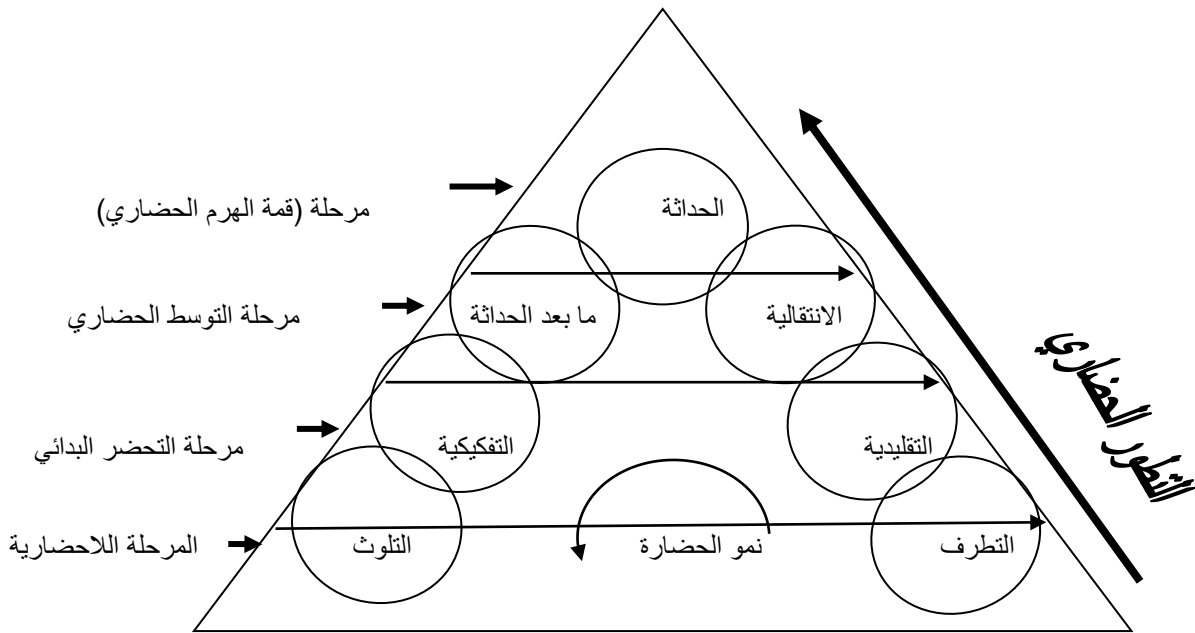 الحداثة
مرحلة (قمة الهرم الحضاري)
الانتقالية
ما بعد الحداثة
مرحلة التوسط الحضاري
التطور الحضاري
التقليدية
التفكيكية
مرحلة التحضر البدائي
التطرف
نمو الحضارة
التلوث
المرحلة اللاحضارية